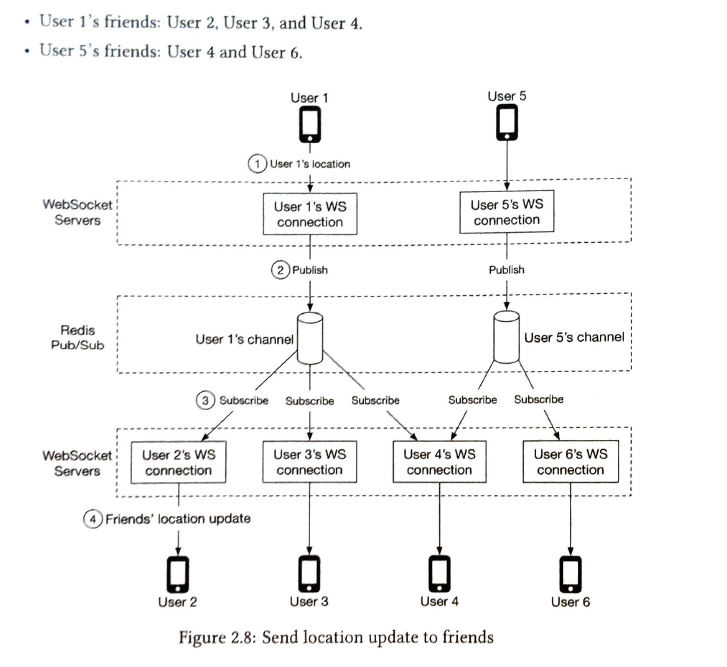 • User 1's friends: User 2, User 3, and User 4.
• User 5's friends: User 4 and User 6.
User 1
User 5
1 User 1's location
WebSocket
Servers
User 1's WS
connection
User 5's WS
connection
2 Publish
Publish
Redis
Pub/Sub
User 1's channel
User 5's channel
3 Subscribe
Subscribe
Subscribe
Subscribe
Subscribe
WebSocket
Servers
User 2's WS
connection
User 3's WS
connection
User 4's WS
connection
User 6's WS
connection
4 Friends' location update
User 2
User 3
User 4
User 6
Figure 2.8: Send location update to friends